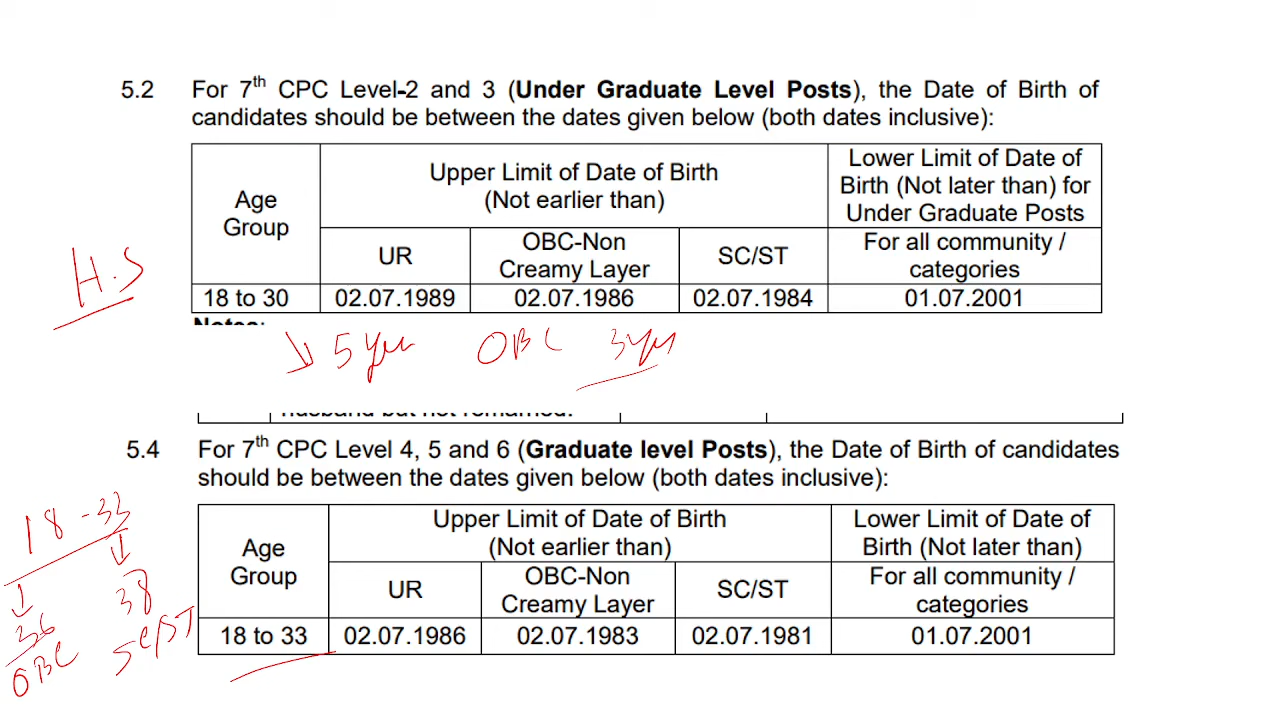 5.2 For 7th CPC Level-2 and 3 (Under Graduate Level Posts), the Date of Birth of
candidates should be between the dates given below (both dates inclusive):
Age Group
Upper Limit of Date of Birth
(Not earlier than)
Lower Limit of Date of
Birth (Not later than) for
Under Graduate Posts
UR
OBC-Non
Creamy Layer
SC/ST
For all community /
categories
18 to 30 02.07.1989 02.07.1986 02.07.1984 01.07.2001
H.S
Notes:
5 OBC 3
husband but not remarried.
5.4 For 7th CPC Level 4, 5 and 6 (Graduate level Posts), the Date of Birth of candidates
should be between the dates given below (both dates inclusive):
18-33
Age
Group
Upper Limit of Date of Birth
(Not earlier than)
Lower Limit of Date of
Birth (Not later than)
UR
OBC-Non
Creamy Layer
SC/ST
For all community /
categories
18 to 33 02.07.1986 02.07.1983 02.07.1981 01.07.2001
36 38
OBC SC/ST